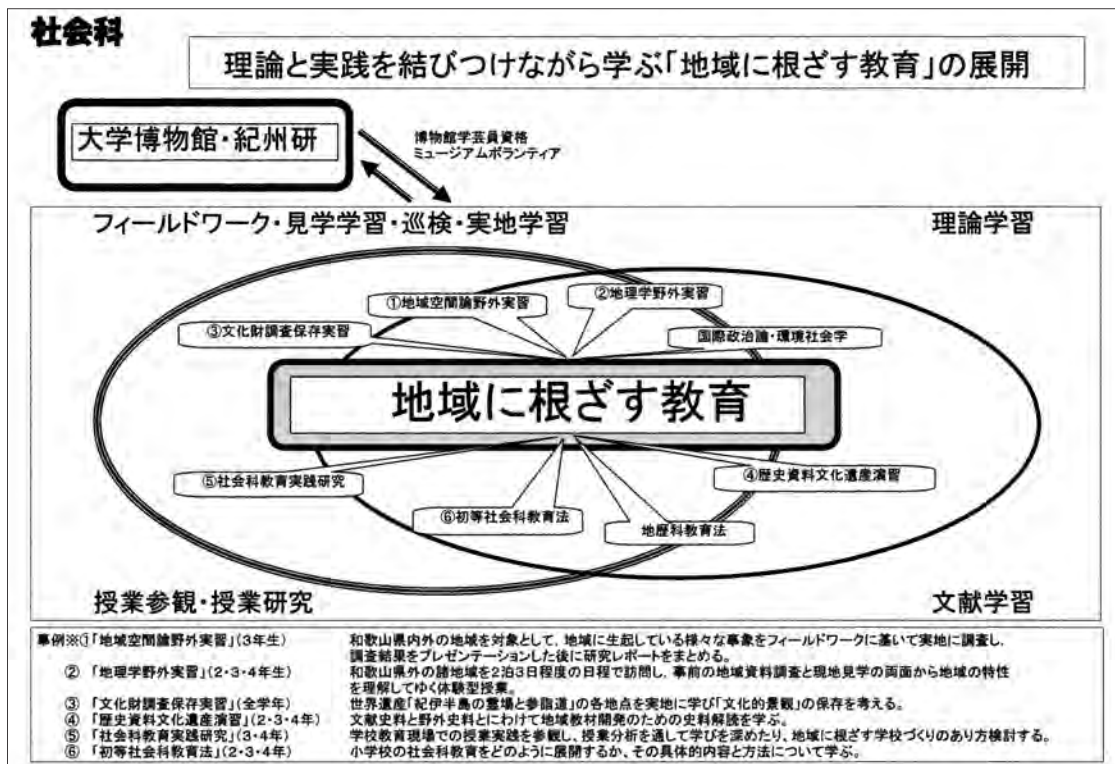 社会科
理論と実践を結びつけながら学ぶ「地域に根ざす教育」の展開
大学博物館・紀州研
博物館学芸員資格
ミュージアムボランティア
フィールドワーク・見学学習・巡検・実地学習
理論学習
①地域空間論野外実習
②地理学野外実習
③文化財調査保存実習
国際政治論・環境社会学
地域に根ざす教育
⑤社会科教育実践研究
④歴史資料文化遺産演習
⑥初等社会科教育法
地歴科教育法
授業参観・授業研究
文献学習
事例※①「地域空間論野外実習」(3年生) 和歌山県内外の地域を対象として、地域に生起している様々な事象をフィールドワークに基いて実地に調査し、
調査結果をプレゼンテーションした後に研究レポートをまとめる。
② 「地理学野外実習」(2・3・4年生) 和歌山県外の諸地域を2泊3日程度の日程で訪問し、事前の地域資料調査と現地見学の両面から地域の特性
を理解してゆく体験型授業。
③ 「文化財調査保存実習」(全学年) 世界遺産「紀伊半島の霊場と参詣道」の各地点を実地に学び「文化的景観」の保存を考える。
④ 「歴史資料文化遺産演習」(2・3・4年) 文献史料と野外史料とにわけて地域教材開発のための史料解読を学ぶ。
⑤ 「社会科教育実践研究」(3・4年) 学校教育現場での授業実践を参観し、授業分析を通して学びを深めたり、地域に根ざす学校づくりのあり方検討する。
⑥ 「初等社会科教育法」(2・3・4年) 小学校の社会科教育をどのように展開するか、その具体的内容と方法について学ぶ。